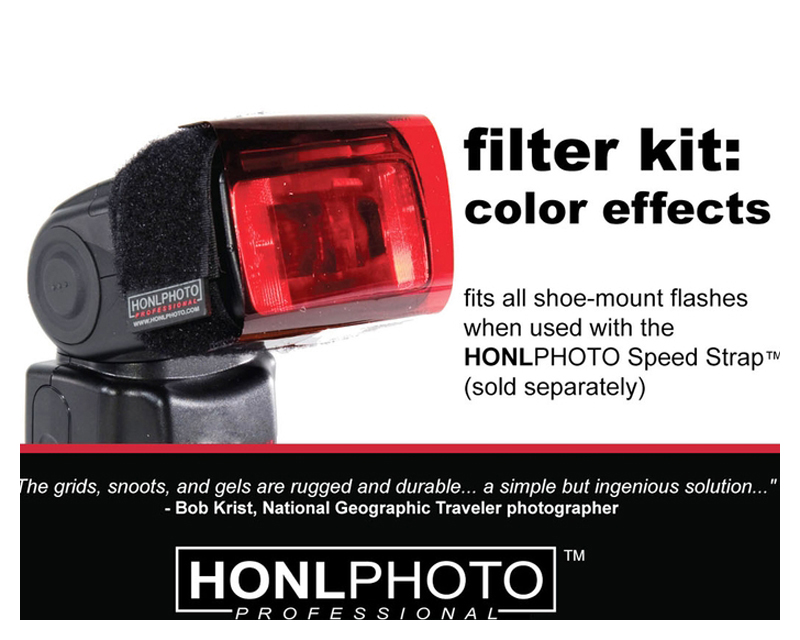 filter kit:
color effects
fits all shoe-mount flashes
when used with the
HONLPHOTO Speed Strap™
(sold separately)
HONLPHOTO
PROFESSIONAL
WWW.HONLPHOTO.COM
The grids, snoots, and gels are rugged and durable... a simple but ingenious solution..."
- Bob Krist, National Geographic Traveler photographer
HONLPHOTO™
PROFESSIONAL